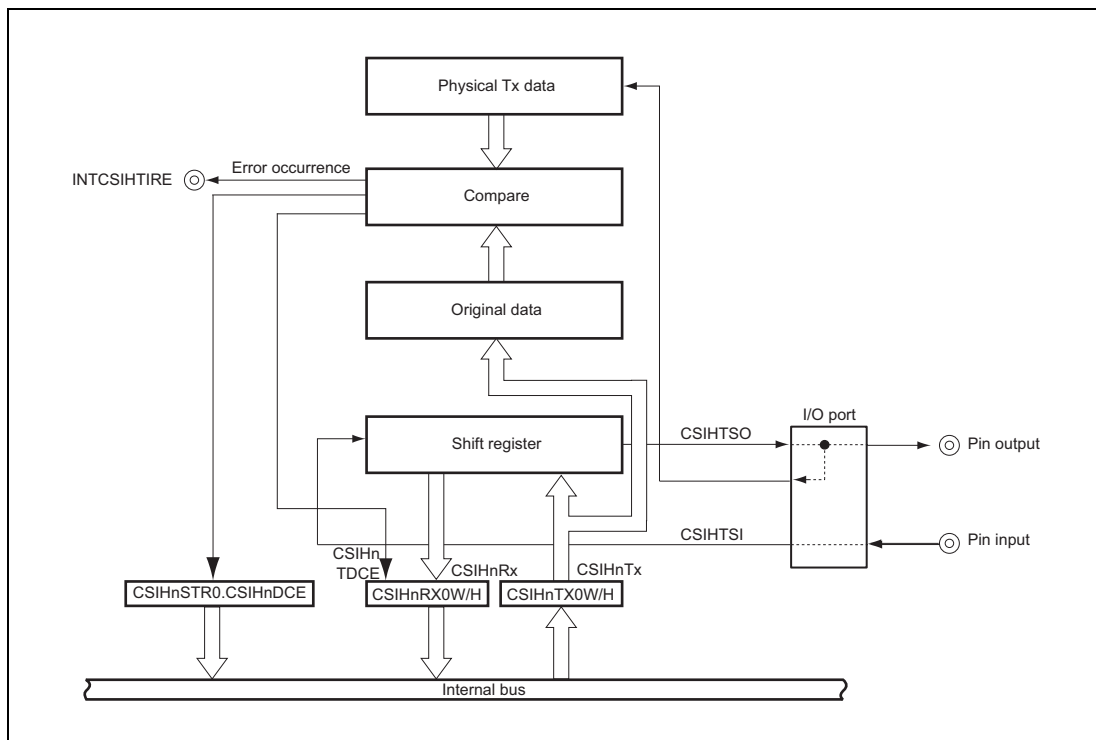 Physical Tx data
Error occurrence
INTCSIHTIRE
Compare
Original data
I/O port
Shift register
CSIHTSO
Pin output
CSIHTSI
Pin input
CSIHn
TDCE
CSIHnRx
CSIHnTx
CSIHnSTR0.CSIHnDCE
CSIHnRX0W/H
CSIHnTX0W/H
Internal bus